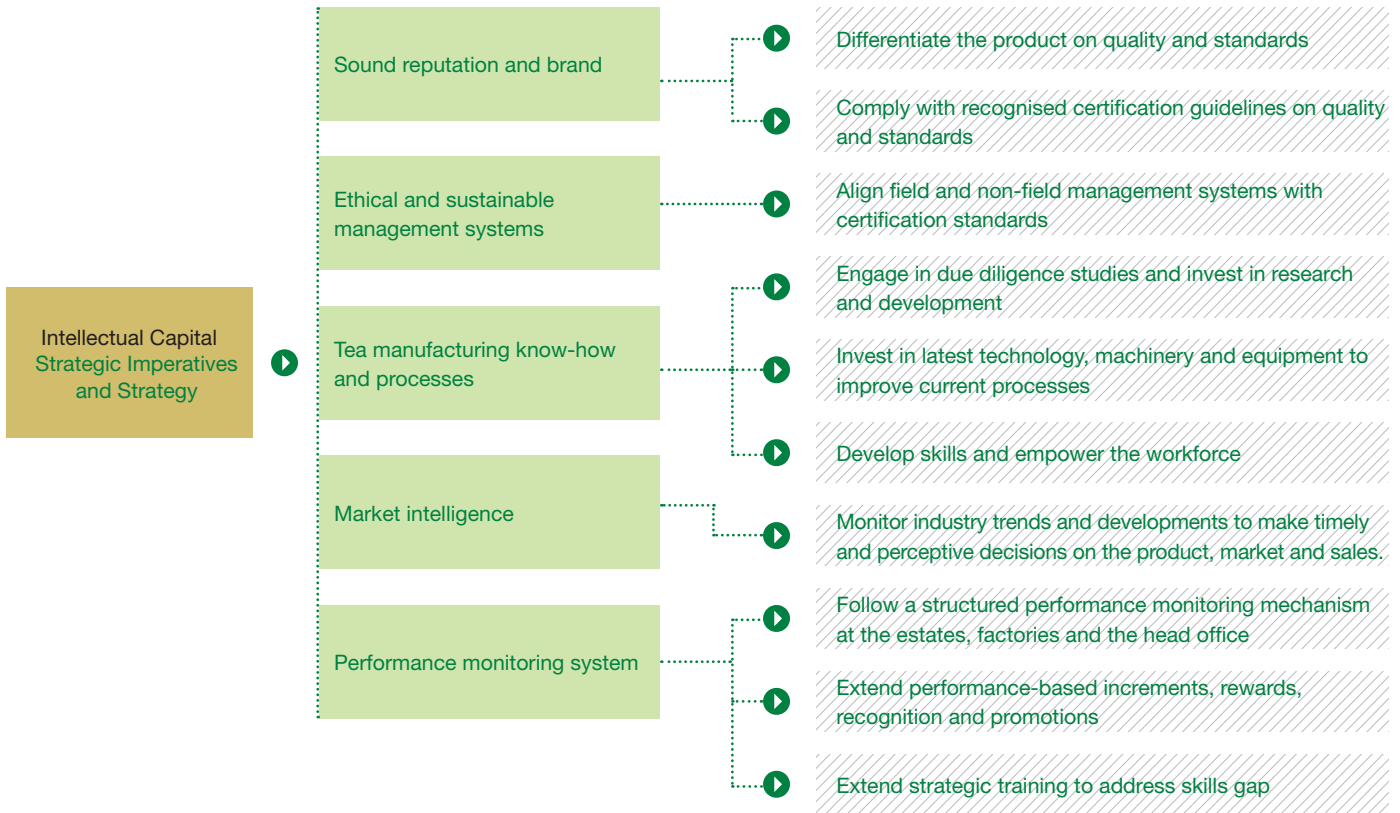 Intellectual Capital
Strategic Imperatives
and Strategy
Sound reputation and brand
Differentiate the product on quality and standards
Comply with recognised certification guidelines on quality
and standards
Ethical and sustainable
management systems
Align field and non-field management systems with
certification standards
Tea manufacturing know-how
and processes
Engage in due diligence studies and invest in research
and development
Invest in latest technology, machinery and equipment to
improve current processes
Develop skills and empower the workforce
Market intelligence
Monitor industry trends and developments to make timely
and perceptive decisions on the product, market and sales.
Performance monitoring system
Follow a structured performance monitoring mechanism
at the estates, factories and the head office
Extend performance-based increments, rewards,
recognition and promotions
Extend strategic training to address skills gap